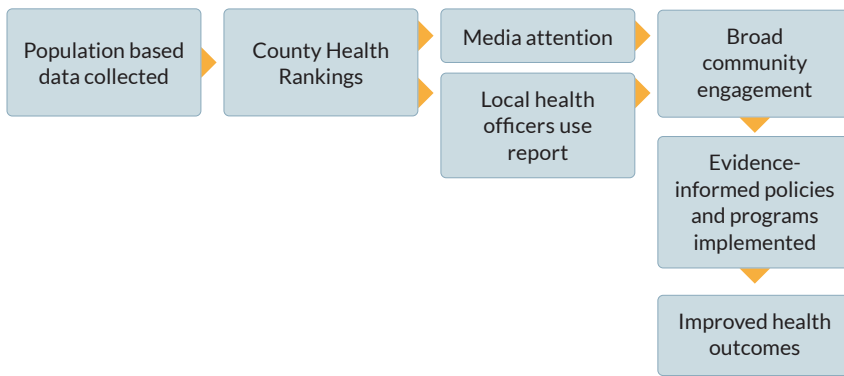 Population based
data collected
County Health
Rankings
Media attention
Local health
officers use
report
Broad
community
engagement
Evidence-
informed policies
and programs
implemented
Improved health
outcomes